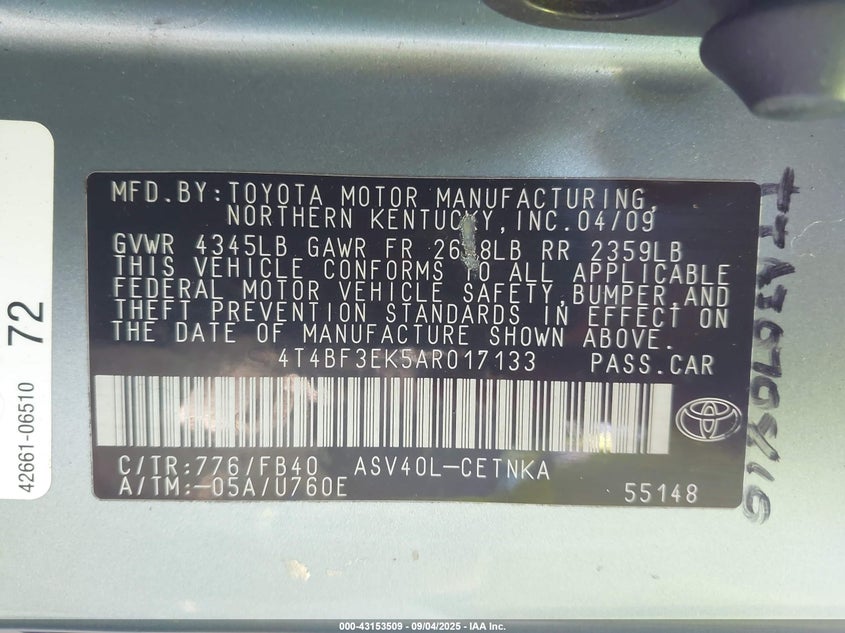 MFD.BY:TOYOTA MOTOR MANUFACTURING,
NORTHERN KENTUCKY,INC.04/09
GVWR 4345LB GAWR FR LB RR 2359LB
THIS VEHICLE CONFORMS TO ALL APPLICABLE
FEDERAL MOTOR VEHICLE SAFETY,BUMPER,AND
THEFT PREVENTION STANDARDS IN EFFECT ON
THE DATE OF MANUFACTURE SHOWN ABOVE.
4T4BF3EK5AR017133 PASS.CAR
C/TR:776/FB40 ASV40L-CETNKA
A/TM:-05A/U760E 55148
72
42661-06510
000-43153509 - 09/04/2025 - IAA Inc.